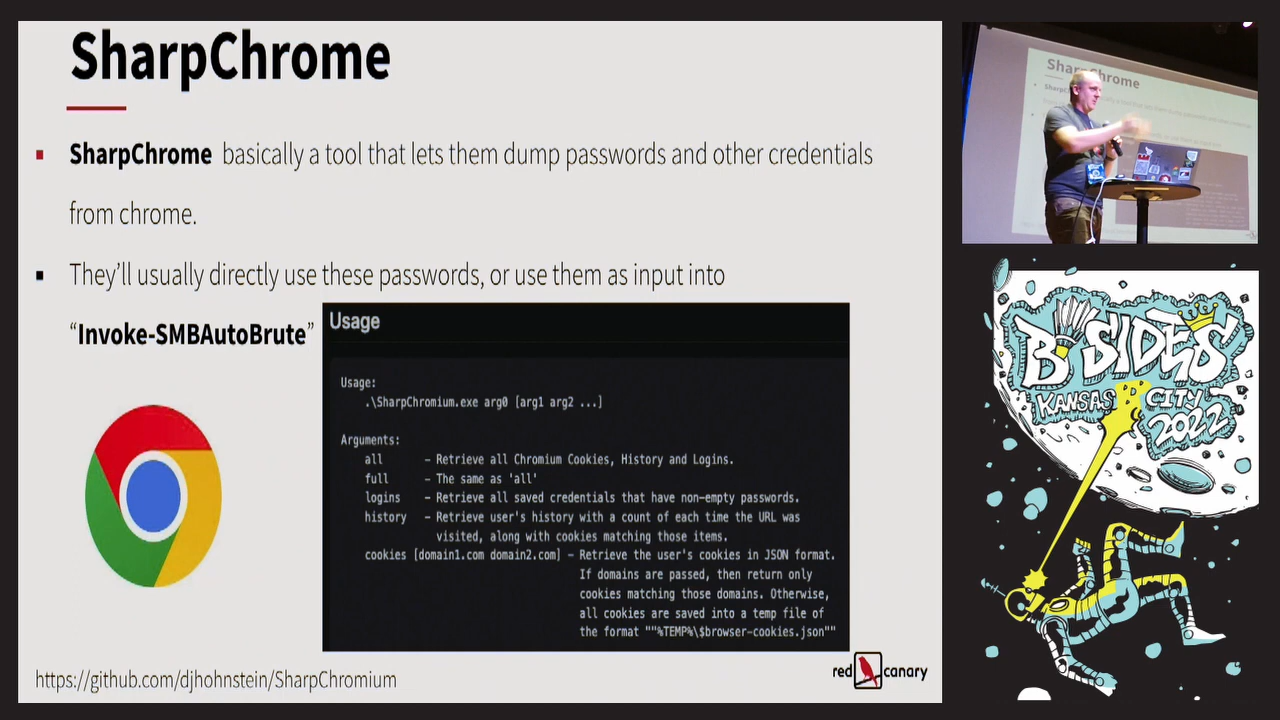 SharpChrome
▪ SharpChrome basically a tool that lets them dump passwords and other credentials
from chrome.
▪ They'll usually directly use these passwords, or use them as input into
“Invoke-SMBAutoBrute”
Usage
Usage:
.\SharpChromium.exe arg0 [arg1 arg2 ...]
Arguments:
all - Retrieve all Chromium Cookies, History and Logins.
full - The same as 'all'
logins - Retrieve all saved credentials that have non-empty passwords.
history - Retrieve user's history with a count of each time the URL was
visited, along with cookies matching those items.
cookies [domain1.com domain2.com] - Retrieve the user's cookies in JSON format.
If domains are passed, then return only
cookies matching those domains. Otherwise,
all cookies are saved into a temp file of
the format ""%TEMP%\$browser-cookies.json""
https://github.com/djhohnstein/SharpChromium
red canary
SharpChrome
BSIDES
KANSAS CITY
2022